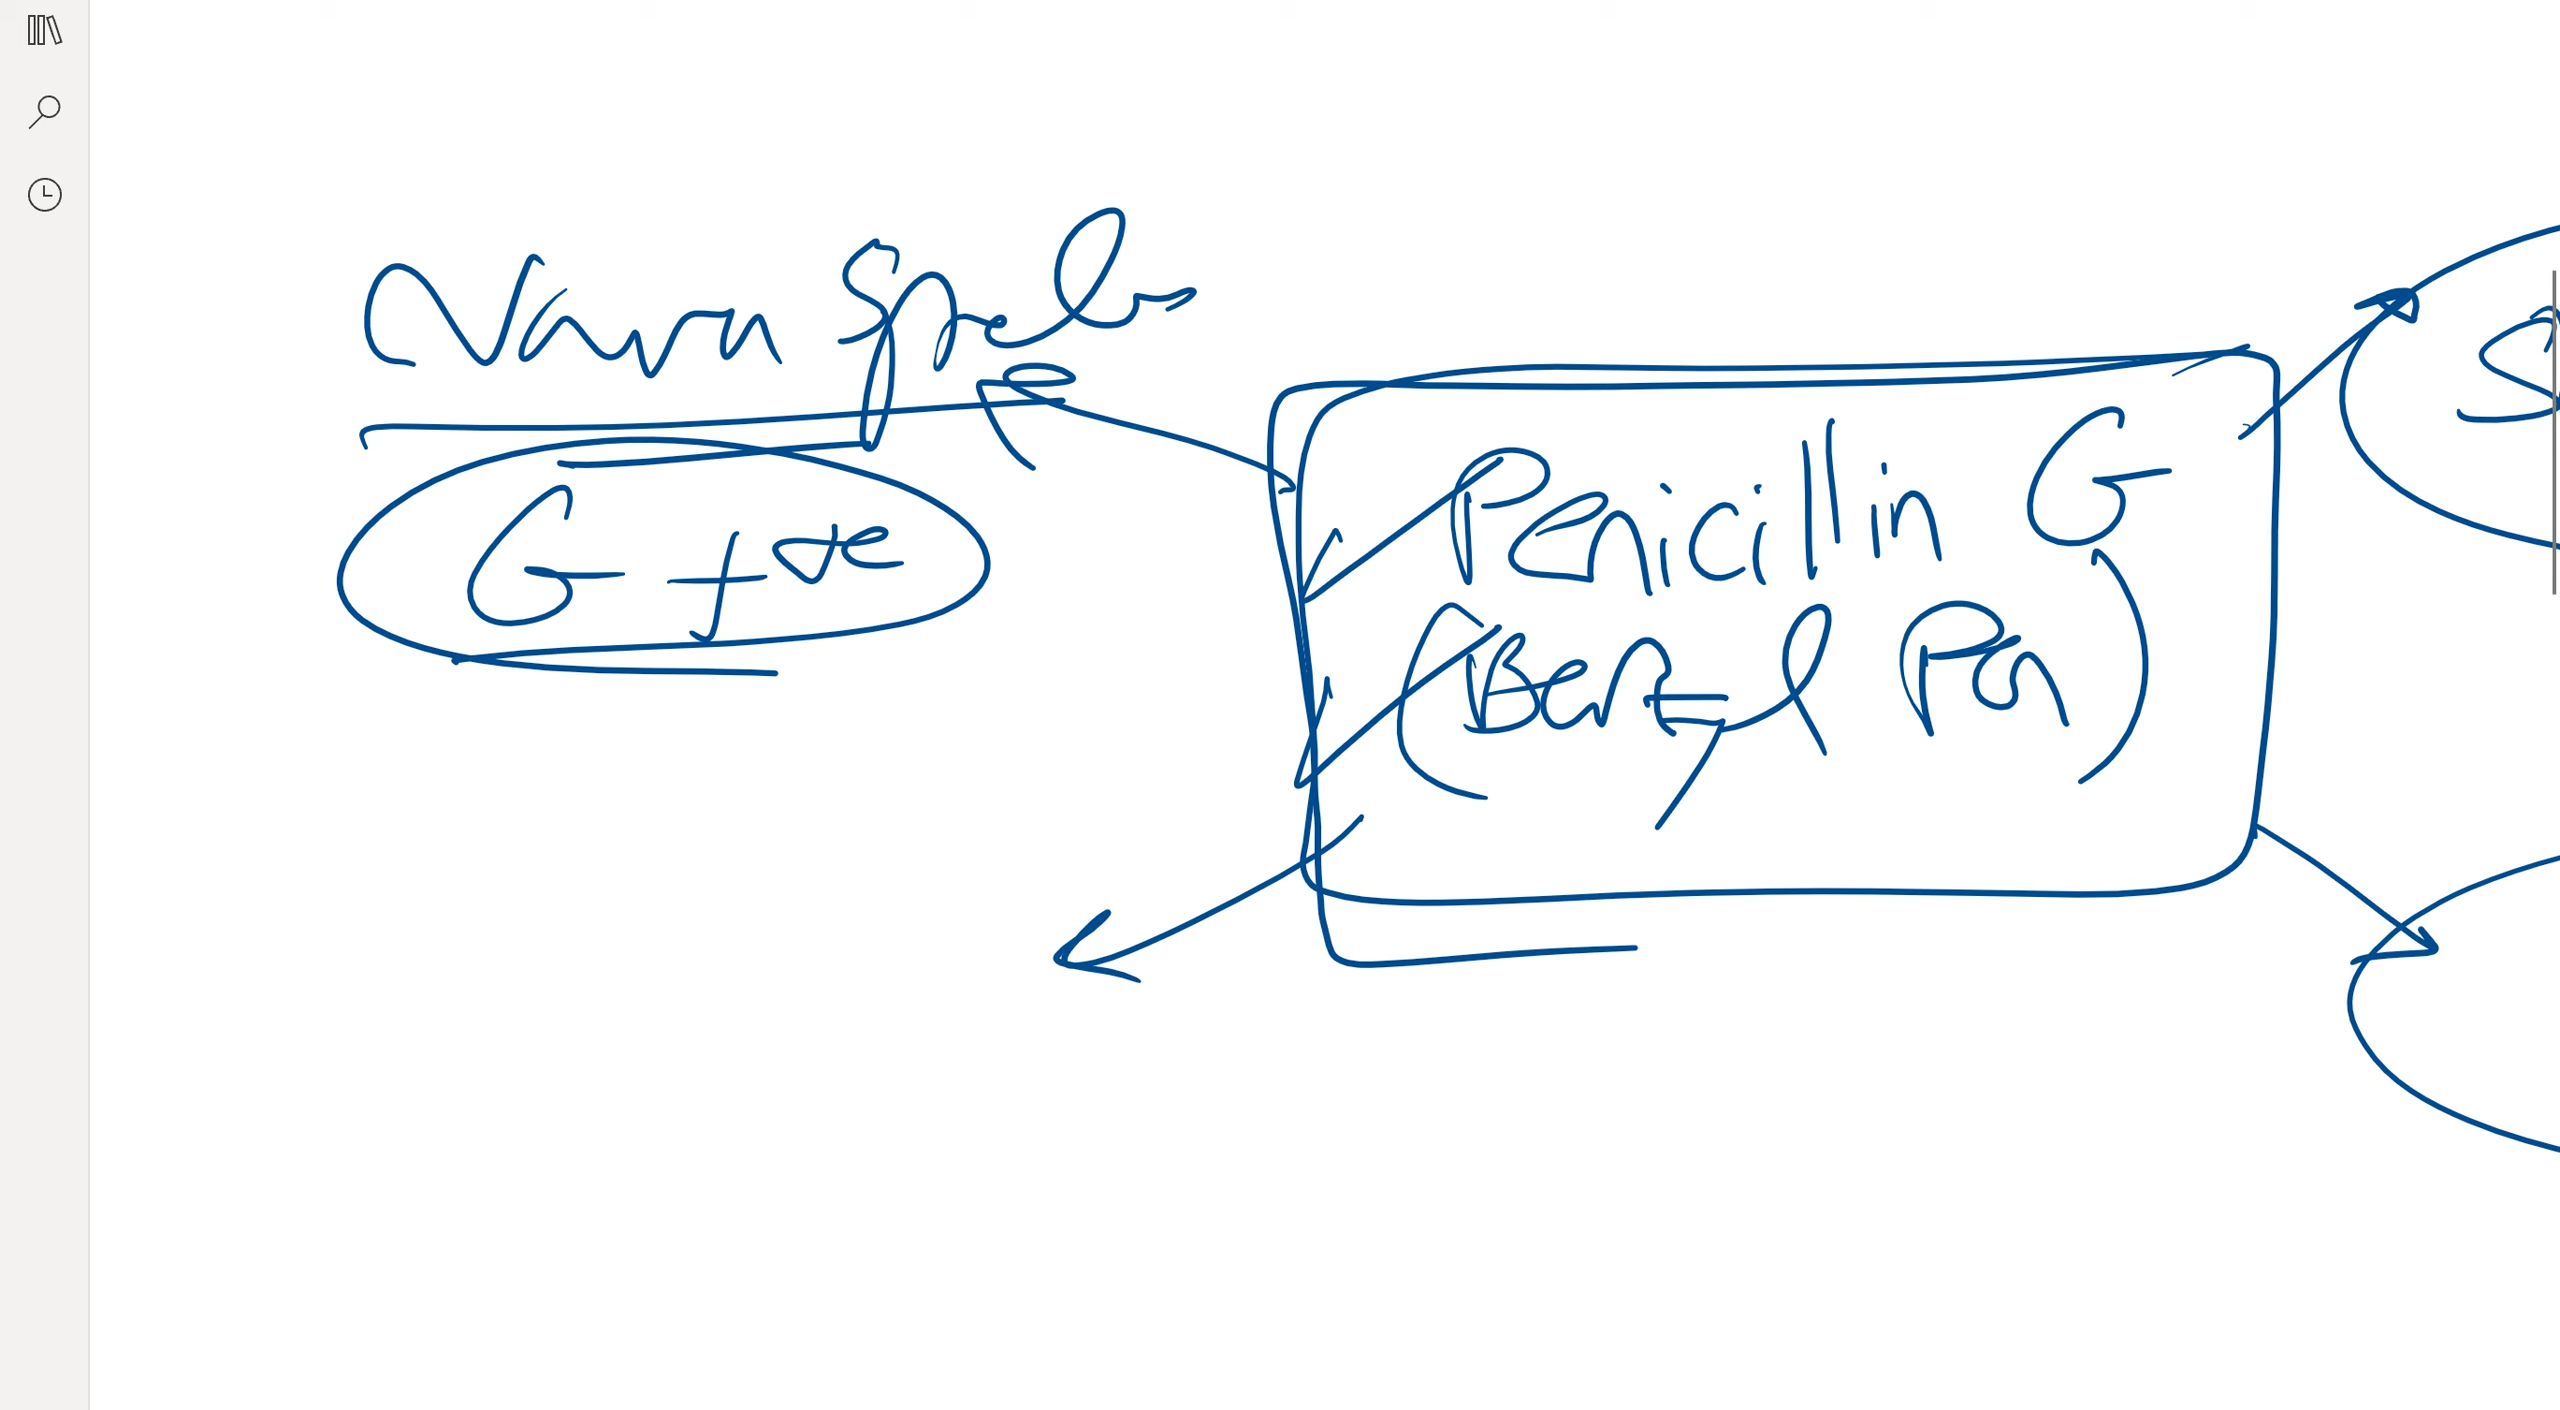 Narrow Spectrum
G +ve
Penicillin G
(Benzyl Pen)
S